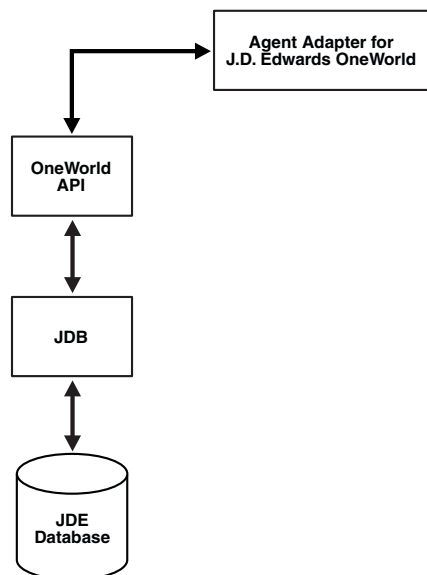 Agent Adapter for
J.D. Edwards OneWorld
OneWorld
API
JDB
JDE
Database